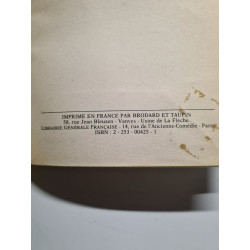 IMPRIMÉ EN FRANCE PAR BRODARD ET TAUPIN
58, rue Jean Bleuzen - Vanves - Usine de La Flèche.
LIBRAIRIE GÉNÉRALE FRANÇAISE - 14, rue de l'Ancienne-Comédie - Paris.
ISBN : 2 - 253 - 00425 - 1